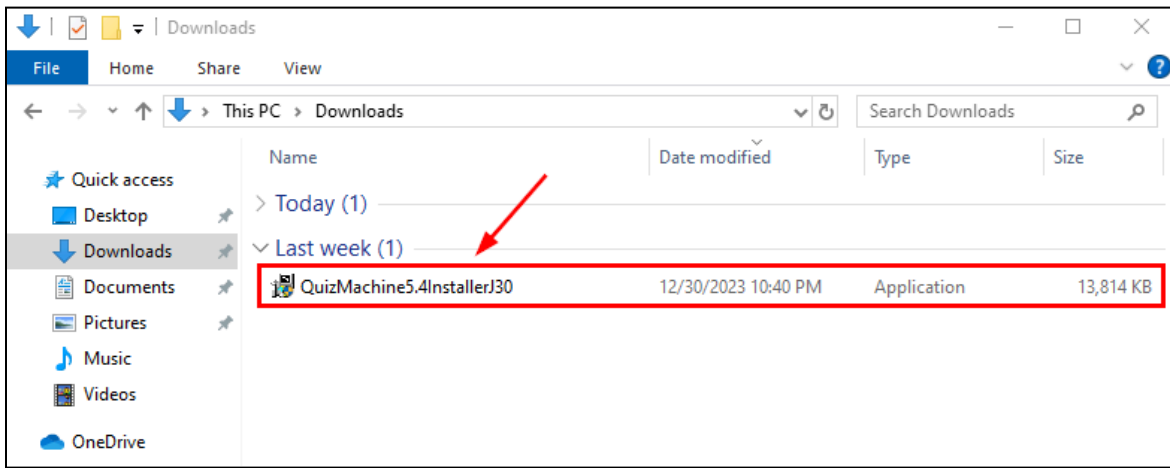 Downloads
File Home Share View
This PC > Downloads Search Downloads
Name Date modified Type Size
Quick access
Today (1)
Desktop
Downloads
Last week (1)
Documents
QuizMachine5.4InstallerJ30 12/30/2023 10:40 PM Application 13,814 KB
Pictures
Music
Videos
OneDrive